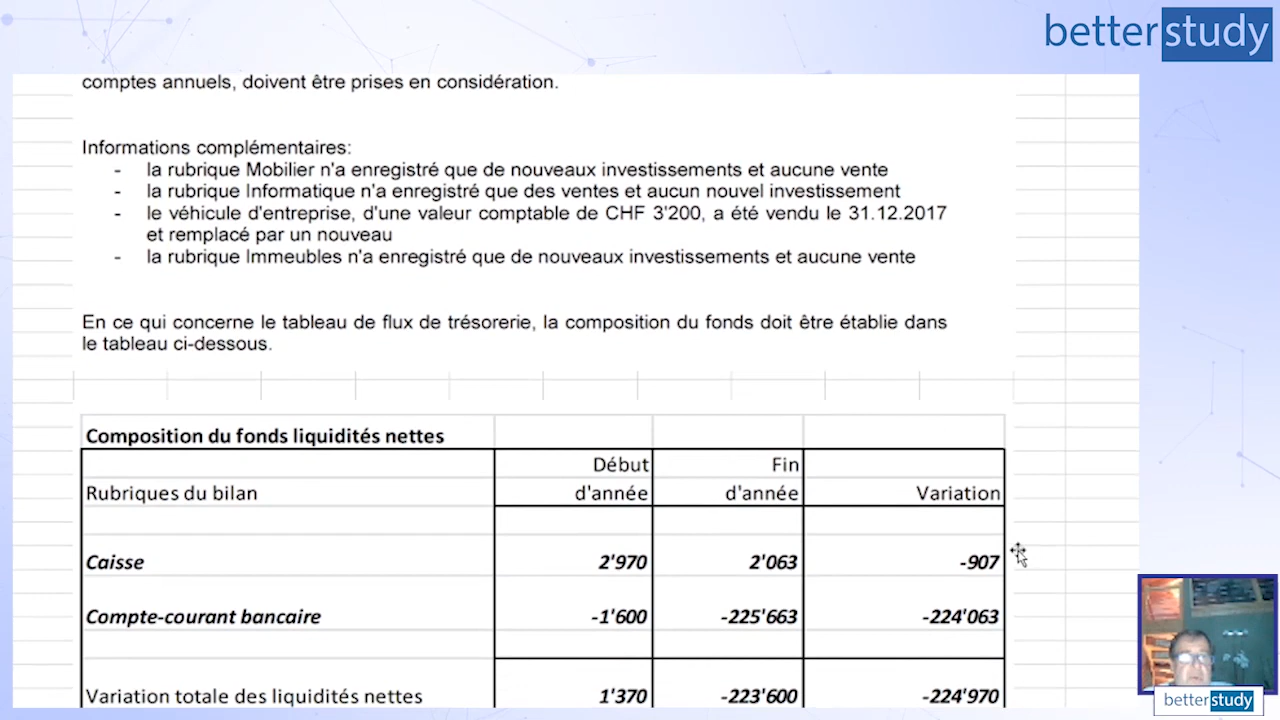 betterstudy
comptes annuels, doivent être prises en considération.
Informations complémentaires:
- la rubrique Mobilier n'a enregistré que de nouveaux investissements et aucune vente
- la rubrique Informatique n'a enregistré que des ventes et aucun nouvel investissement
- le véhicule d'entreprise, d'une valeur comptable de CHF 3'200, a été vendu le 31.12.2017
et remplacé par un nouveau
- la rubrique Immeubles n'a enregistré que de nouveaux investissements et aucune vente
En ce qui concerne le tableau de flux de trésorerie, la composition du fonds doit être établie dans
le tableau ci-dessous.
Composition du fonds liquidités nettes
Début Fin
Rubriques du bilan d'année d'année Variation
Caisse 2'970 2'063 -907
Compte-courant bancaire -1'600 -225'663 -224'063
Variation totale des liquidités nettes 1'370 -223'600 -224'970
betterstudy